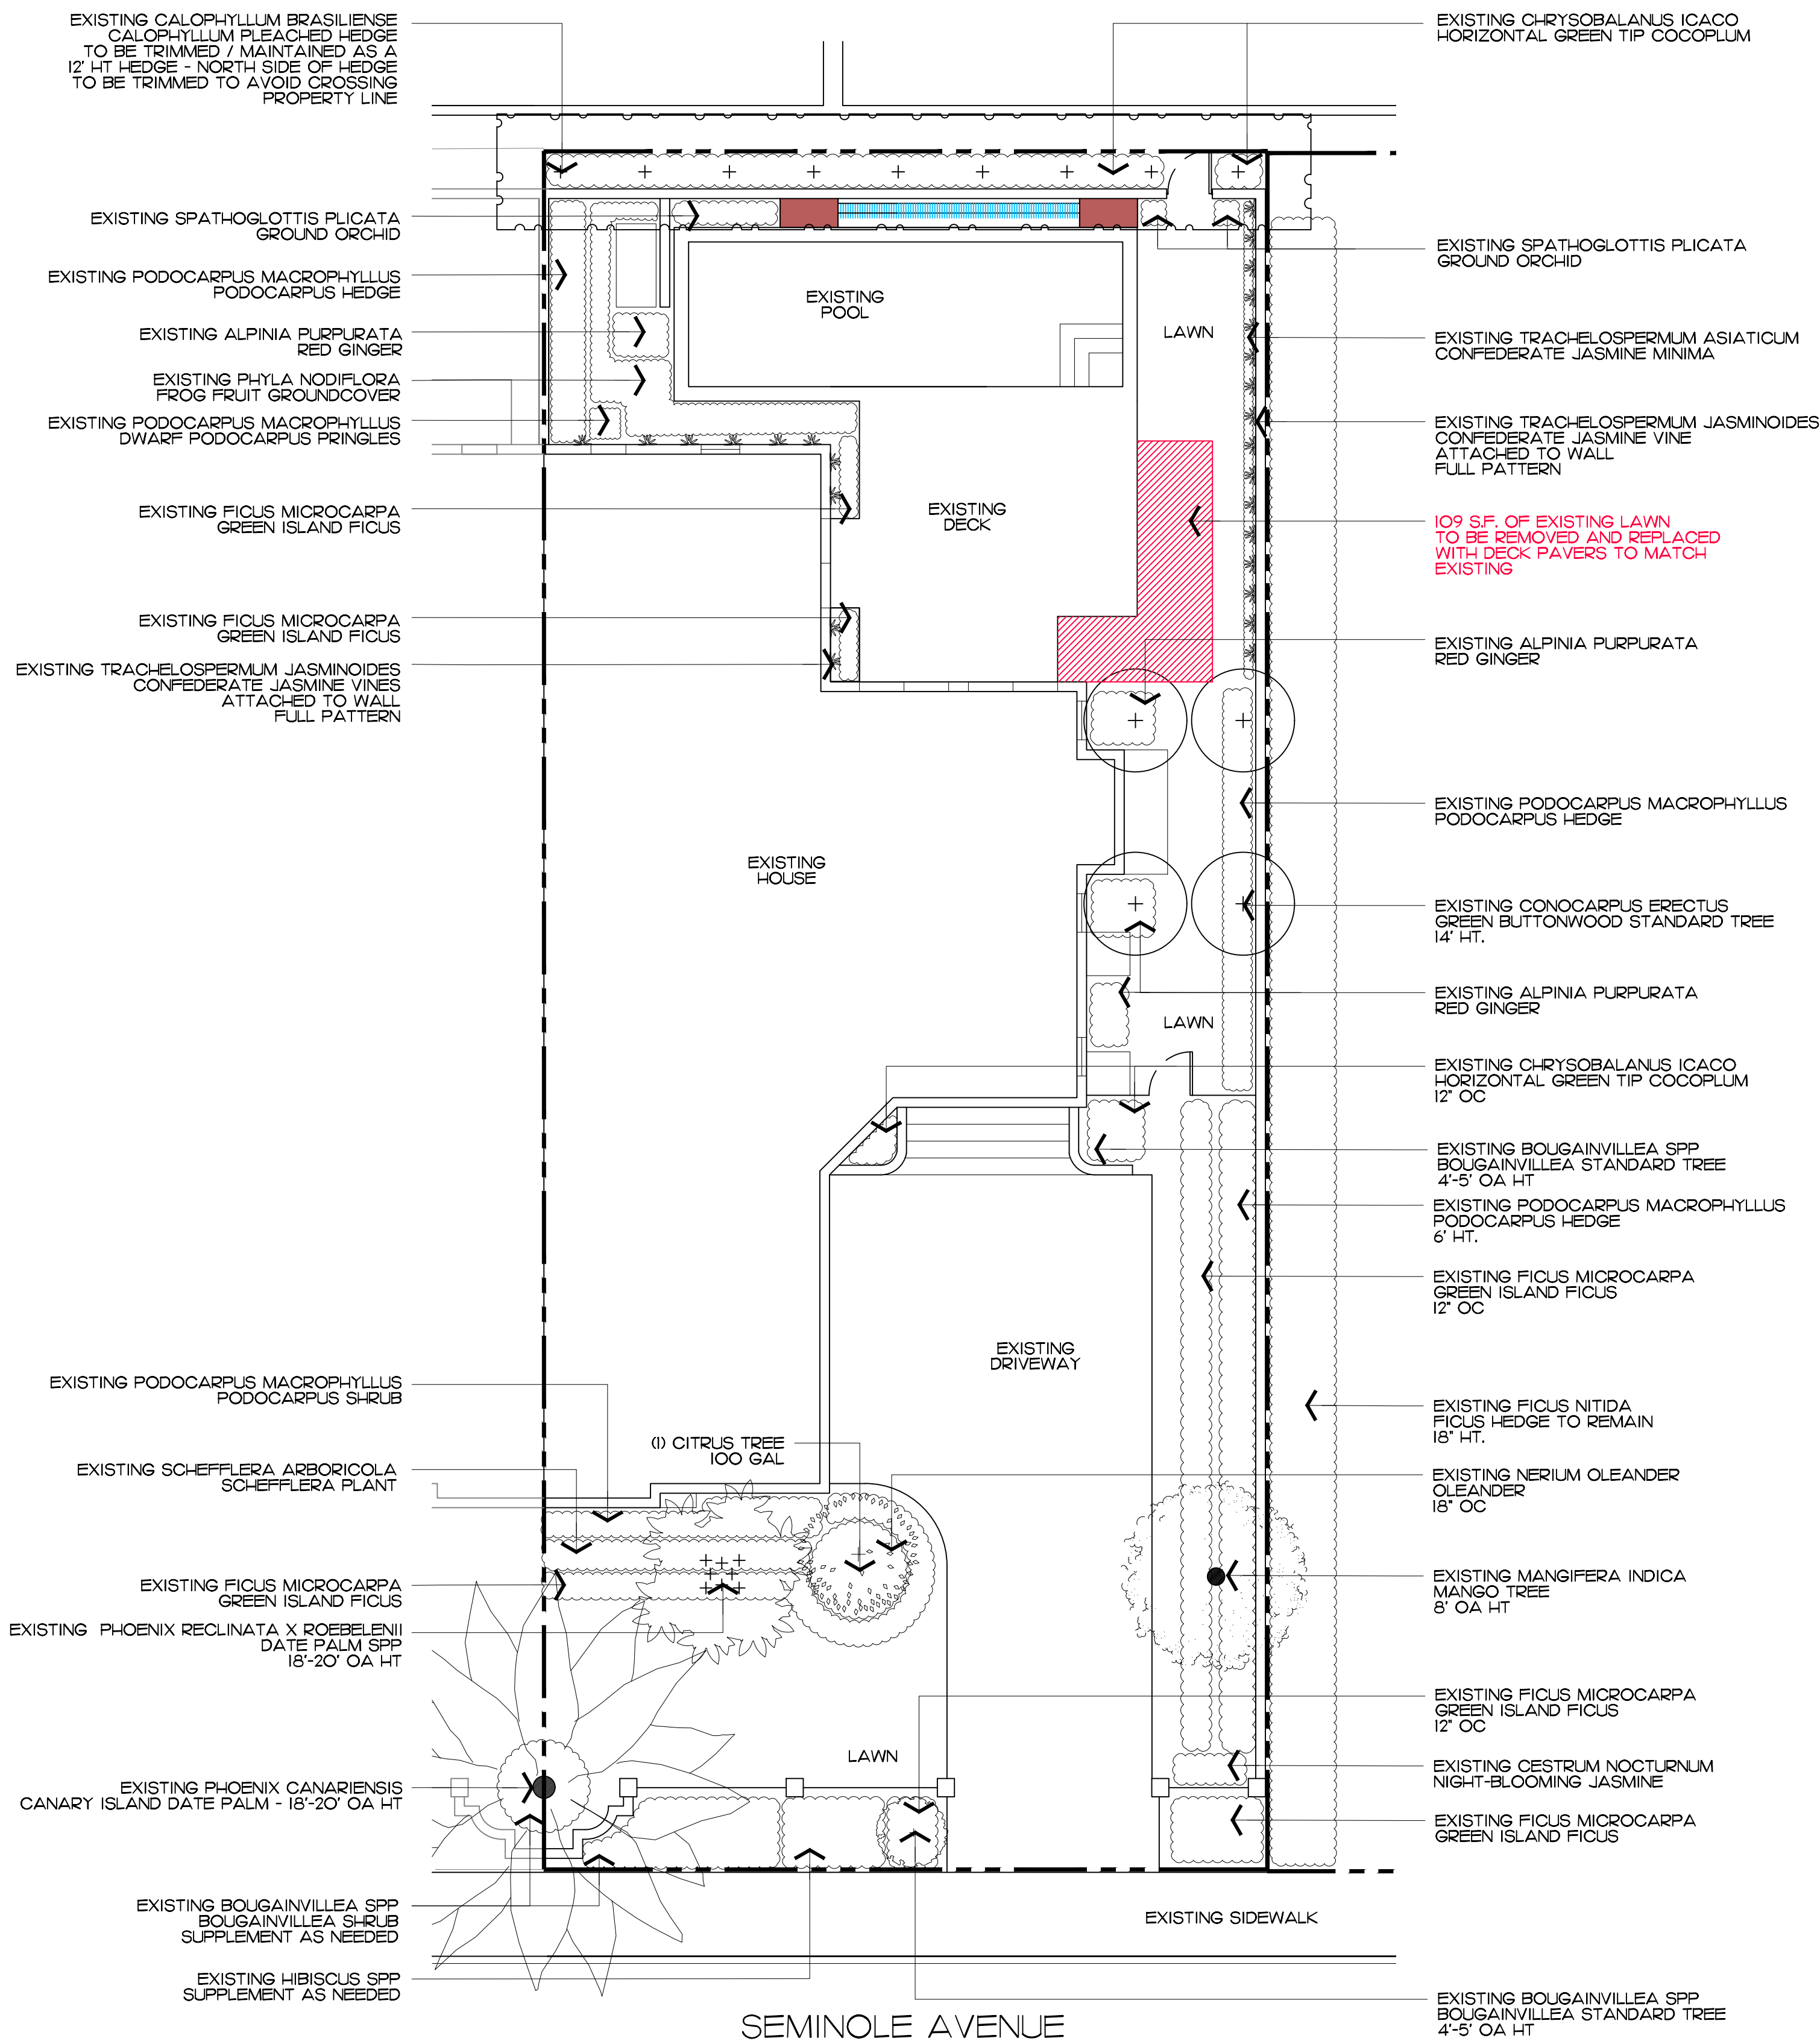 EXISTING CALOPHYLLUM BRASILIENSE
CALOPHYLLUM PLEACHED HEDGE
TO BE TRIMMED / MAINTAINED AS A
12' HT HEDGE - NORTH SIDE OF HEDGE
TO BE TRIMMED TO AVOID CROSSING
PROPERTY LINE
EXISTING SPATHOGLOTTIS PLICATA
GROUND ORCHID
EXISTING PODOCARPUS MACROPHYLLUS
PODOCARPUS HEDGE
EXISTING ALPINIA PURPURATA
RED GINGER
EXISTING PHYLA NODIFLORA
FROG FRUIT GROUNDCOVER
EXISTING PODOCARPUS MACROPHYLLUS
DWARF PODOCARPUS PRINGLES
EXISTING FICUS MICROCARPA
GREEN ISLAND FICUS
EXISTING FICUS MICROCARPA
GREEN ISLAND FICUS
EXISTING TRACHELOSPERMUM JASMINOIDES
CONFEDERATE JASMINE VINES
ATTACHED TO WALL
FULL PATTERN
EXISTING PODOCARPUS MACROPHYLLUS
PODOCARPUS SHRUB
EXISTING SCHEFFLERA ARBORICOLA
SCHEFFLERA PLANT
EXISTING FICUS MICROCARPA
GREEN ISLAND FICUS
EXISTING PHOENIX RECLINATA X ROEBELENII
DATE PALM SPP
18'-20' OA HT
EXISTING PHOENIX CANARIENSIS
CANARY ISLAND DATE PALM - 18'-20' OA HT
EXISTING BOUGAINVILLEA SPP
BOUGAINVILLEA SHRUB
SUPPLEMENT AS NEEDED
EXISTING HIBISCUS SPP
SUPPLEMENT AS NEEDED
EXISTING
POOL
LAWN
EXISTING
DECK
EXISTING
HOUSE
LAWN
EXISTING
DRIVEWAY
(1) CITRUS TREE
100 GAL
LAWN
EXISTING SIDEWALK
SEMINOLE AVENUE
EXISTING CHRYSOBALANUS ICACO
HORIZONTAL GREEN TIP COCOPLUM
EXISTING SPATHOGLOTTIS PLICATA
GROUND ORCHID
EXISTING TRACHELOSPERMUM ASIATICUM
CONFEDERATE JASMINE MINIMA
EXISTING TRACHELOSPERMUM JASMINOIDES
CONFEDERATE JASMINE VINE
ATTACHED TO WALL
FULL PATTERN
109 S.F. OF EXISTING LAWN
TO BE REMOVED AND REPLACED
WITH DECK PAVERS TO MATCH
EXISTING
EXISTING ALPINIA PURPURATA
RED GINGER
EXISTING PODOCARPUS MACROPHYLLUS
PODOCARPUS HEDGE
EXISTING CONOCARPUS ERECTUS
GREEN BUTTONWOOD STANDARD TREE
14' HT.
EXISTING ALPINIA PURPURATA
RED GINGER
EXISTING CHRYSOBALANUS ICACO
HORIZONTAL GREEN TIP COCOPLUM
12" OC
EXISTING BOUGAINVILLEA SPP
BOUGAINVILLEA STANDARD TREE
4'-5' OA HT
EXISTING PODOCARPUS MACROPHYLLUS
PODOCARPUS HEDGE
6' HT.
EXISTING FICUS MICROCARPA
GREEN ISLAND FICUS
12" OC
EXISTING FICUS NITIDA
FICUS HEDGE TO REMAIN
18" HT.
EXISTING NERIUM OLEANDER
OLEANDER
18" OC
EXISTING MANGIFERA INDICA
MANGO TREE
8' OA HT
EXISTING FICUS MICROCARPA
GREEN ISLAND FICUS
12" OC
EXISTING CESTRUM NOCTURNUM
NIGHT-BLOOMING JASMINE
EXISTING FICUS MICROCARPA
GREEN ISLAND FICUS
EXISTING BOUGAINVILLEA SPP
BOUGAINVILLEA STANDARD TREE
4'-5' OA HT